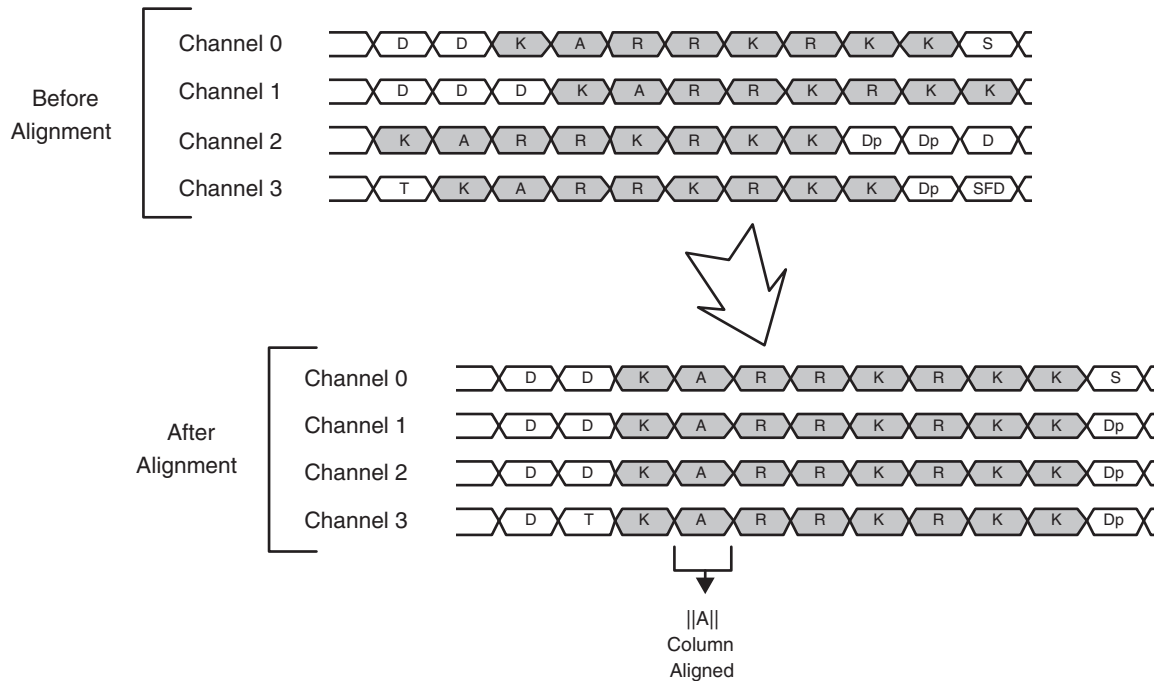 Before
Alignment
Channel 0 D D K A R R K R K K S
Channel 1 D D D K A R R K R K K
Channel 2 K A R R K R K K Dp Dp D
Channel 3 T K A R R K R K K Dp SFD
After
Alignment
Channel 0 D D K A R R K R K K S
Channel 1 D D K A R R K R K K Dp
Channel 2 D D K A R R K R K K Dp
Channel 3 D T K A R R K R K K Dp
||A||
Column
Aligned